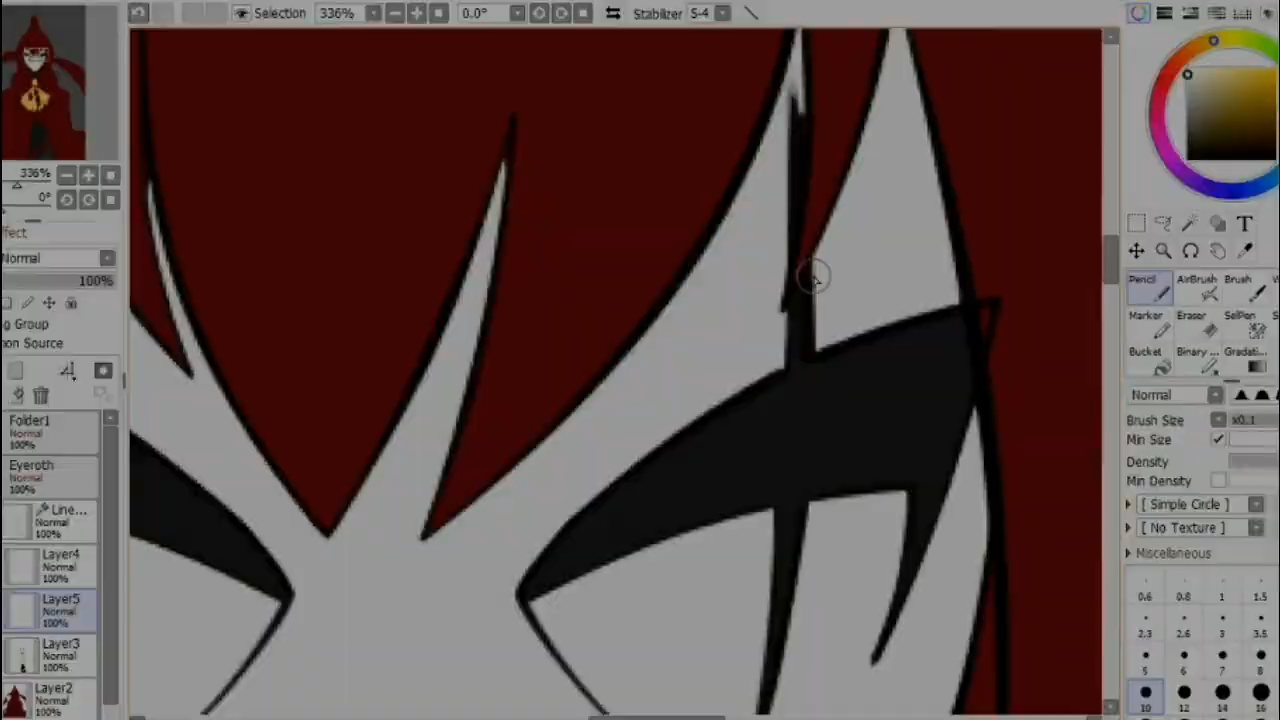 Selection 336% 0.0° Stabilizer S-4
336%
0°
ffect
Normal
100%
g Group
on Source
Folder1
Normal
100%
Eyeroth
Normal
100%
Line...
Normal
100%
Layer4
Normal
100%
Layer5
Normal
100%
Layer3
Normal
100%
Layer2
Normal
100%
T
Pencil AirBrush Brush
Marker Eraser SelPen S
Bucket Binary ... Gradati...
Normal
Brush Size x0.1
Min Size
Density
Min Density
[ Simple Circle ]
[ No Texture ]
Miscellaneous
0.6 0.8 1 1.5
2.3 2.6 3 3.5
5 6 7 8
10 12 14 16